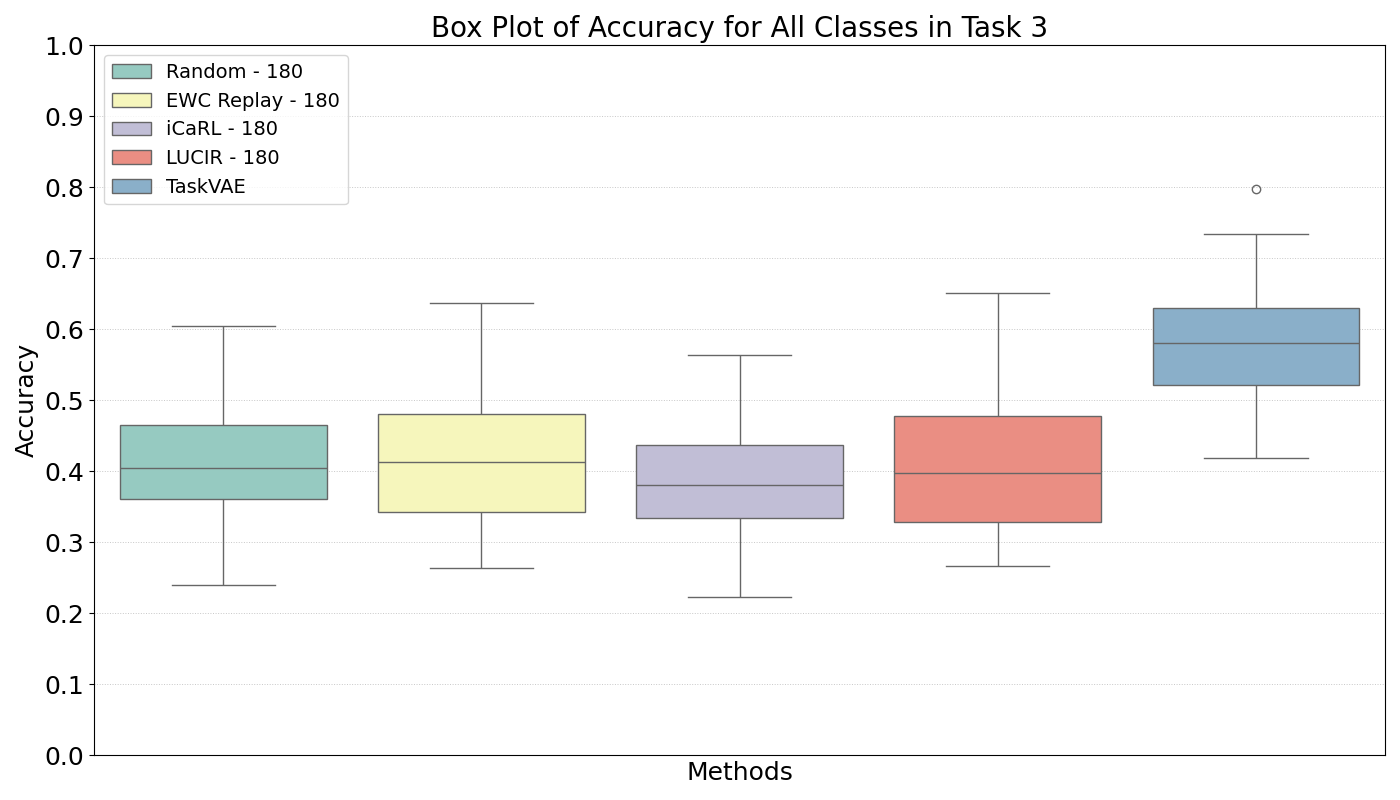 Box Plot of Accuracy for All Classes in Task 3
1.0
0.9
0.8
0.7
0.6
0.5
0.4
0.3
0.2
0.1
0.0
Accuracy
Random - 180
EWC Replay - 180
iCaRL - 180
LUCIR - 180
TaskVAE
Methods